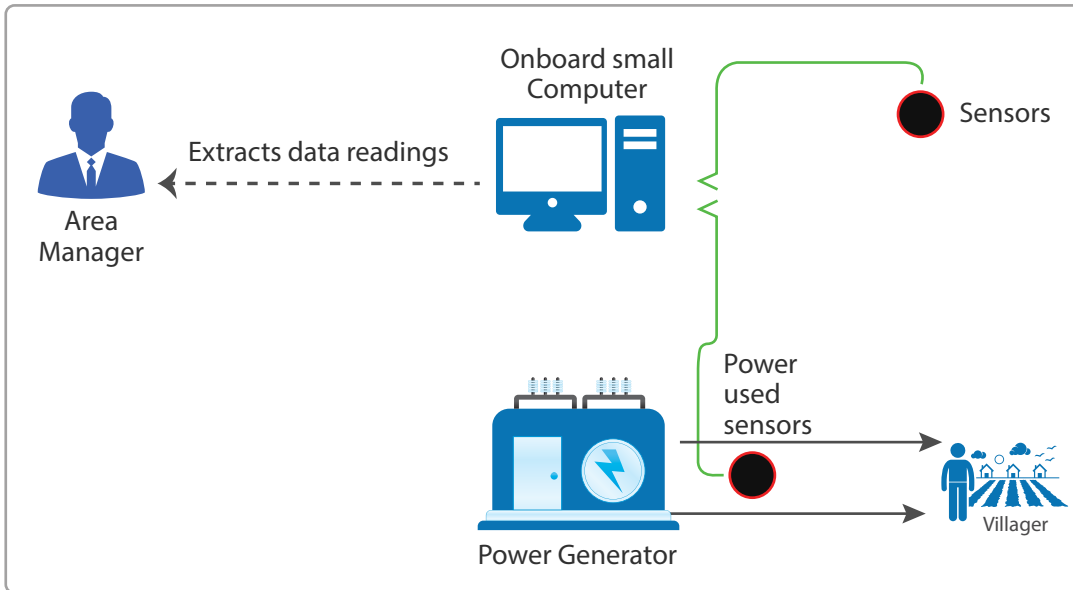 Onboard small
Computer
Sensors
Extracts data readings
Area
Manager
Power
used
sensors
Villager
Power Generator